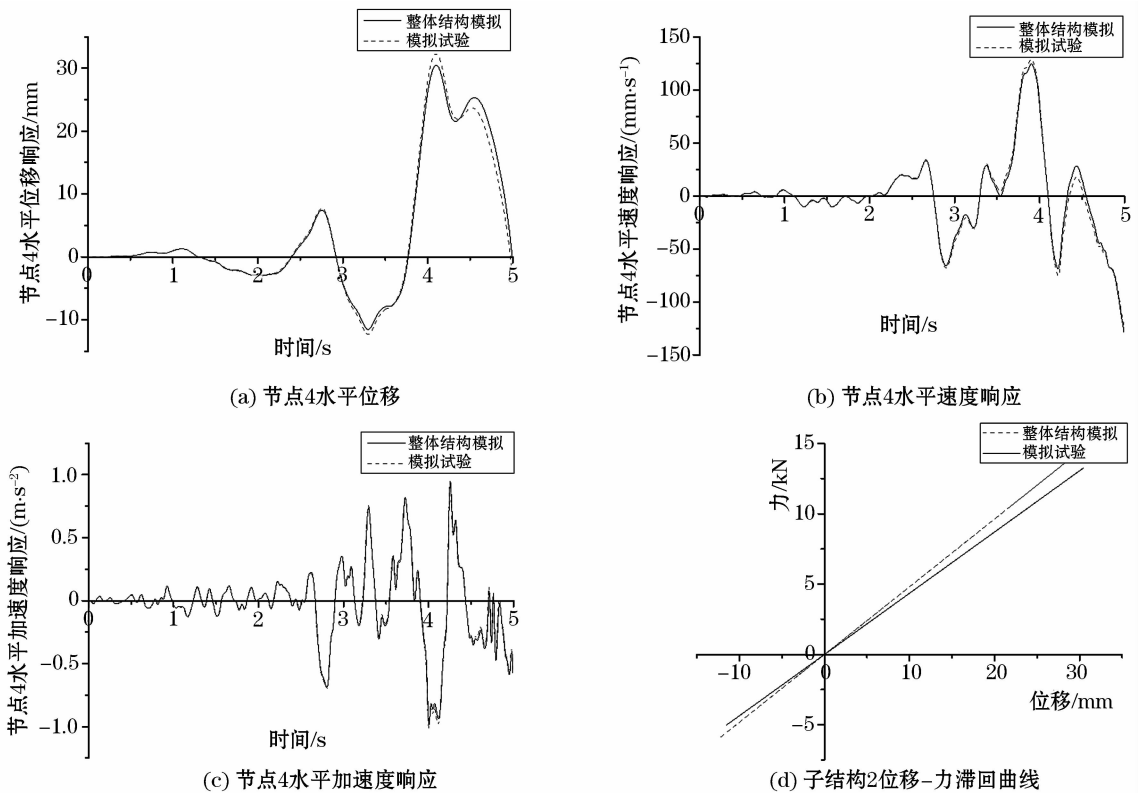 整体结构模拟
模拟试验
节点4水平位移响应/mm
30
20
10
0
-10
0
1
2
3
4
5
时间/s
(a) 节点4水平位移
整体结构模拟
模拟试验
节点4水平速度响应/(mm·s⁻¹)
150
125
100
50
0
-50
-100
-150
0
1
2
3
4
5
时间/s
(b) 节点4水平速度响应
整体结构模拟
模拟试验
节点4水平加速度响应/(m·s⁻²)
1.0
0.5
0
-0.5
-1.0
0
1
2
3
4
5
时间/s
(c) 节点4水平加速度响应
整体结构模拟
模拟试验
力/kN
15
10
5
0
-5
-10
0
10
20
30
位移/mm
(d) 子结构2位移-力滞回曲线